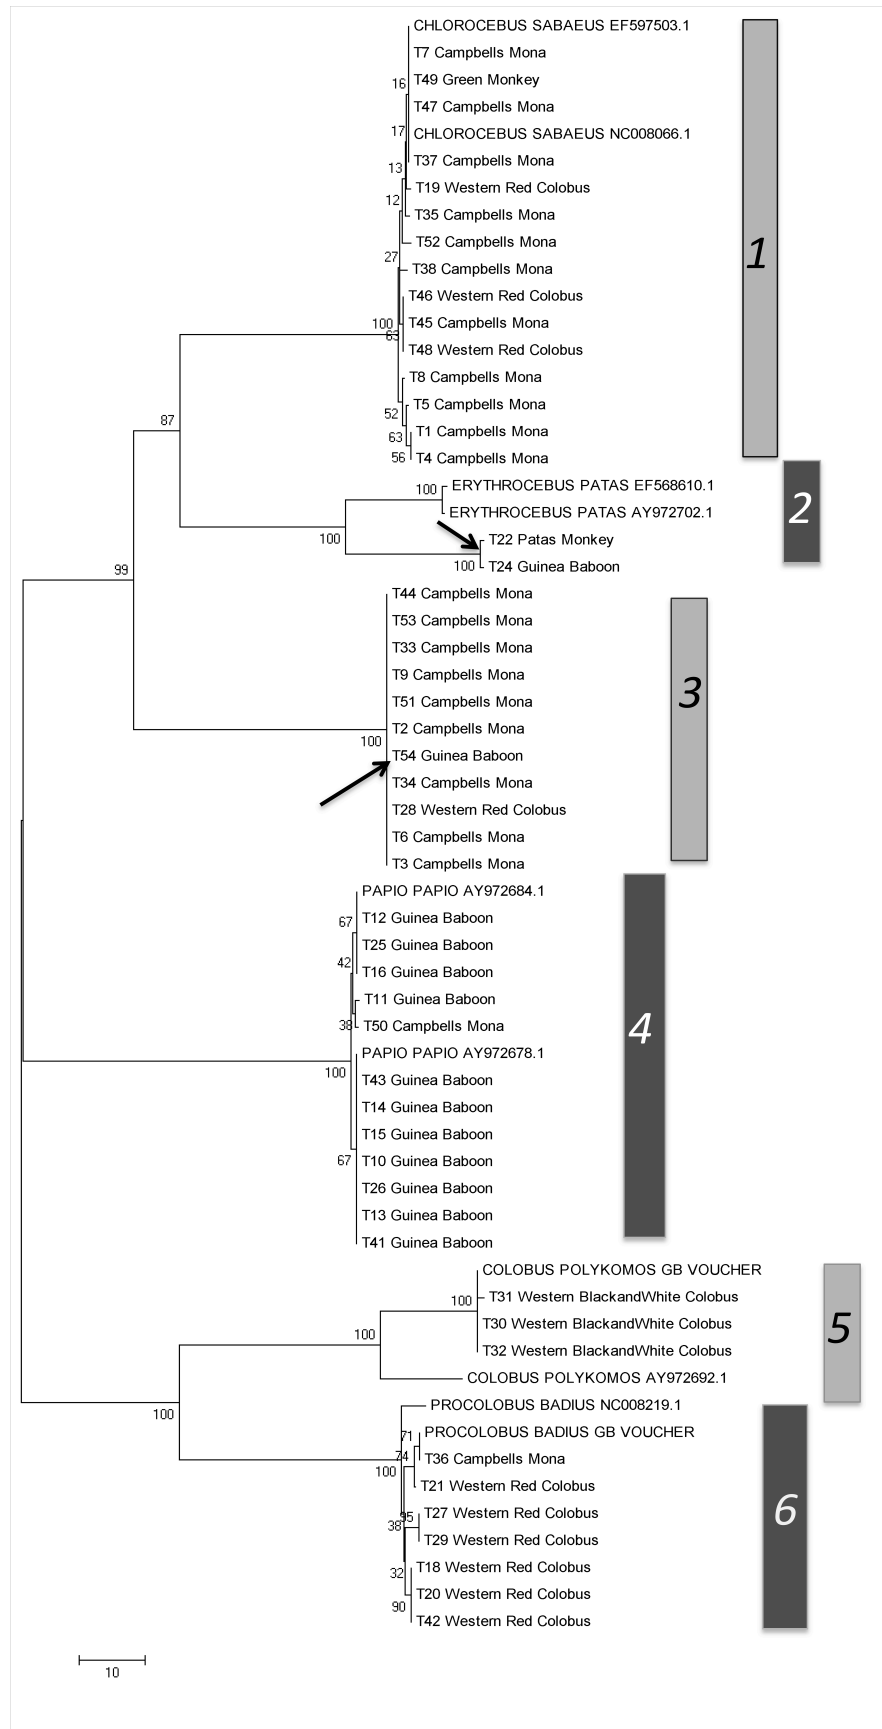 CHLOROCEBUS SABAEUS EF597503.1
T7 Campbells Mona
16
T49 Green Monkey
T47 Campbells Mona
17
CHLOROCEBUS SABAEUS NC008066.1
T37 Campbells Mona
13
T19 Western Red Colobus
12
T35 Campbells Mona
T52 Campbells Mona
1
27
T38 Campbells Mona
T46 Western Red Colobus
100
T45 Campbells Mona
63
T48 Western Red Colobus
T8 Campbells Mona
T5 Campbells Mona
52
87
T1 Campbells Mona
63
T4 Campbells Mona
56
ERYTHROCEBUS PATAS EF568610.1
100
2
ERYTHROCEBUS PATAS AY972702.1
100
T22 Patas Monkey
T24 Guinea Baboon
100
99
T44 Campbells Mona
T53 Campbells Mona
T33 Campbells Mona
T9 Campbells Mona
3
T51 Campbells Mona
T2 Campbells Mona
100
T54 Guinea Baboon
T34 Campbells Mona
T28 Western Red Colobus
T6 Campbells Mona
T3 Campbells Mona
PAPIO PAPIO AY972684.1
T12 Guinea Baboon
67
T25 Guinea Baboon
42
T16 Guinea Baboon
T11 Guinea Baboon
38
T50 Campbells Mona
4
PAPIO PAPIO AY972678.1
100
T43 Guinea Baboon
T14 Guinea Baboon
T15 Guinea Baboon
67
T10 Guinea Baboon
T26 Guinea Baboon
T13 Guinea Baboon
T41 Guinea Baboon
COLOBUS POLYKOMOS GB VOUCHER
T31 Western BlackandWhite Colobus
100
T30 Western BlackandWhite Colobus
5
100
T32 Western BlackandWhite Colobus
COLOBUS POLYKOMOS AY972692.1
PROCOLOBUS BADIUS NC008219.1
100
PROCOLOBUS BADIUS GB VOUCHER
71
T36 Campbells Mona
74
100
T21 Western Red Colobus
T27 Western Red Colobus
6
95
38
T29 Western Red Colobus
T18 Western Red Colobus
32
T20 Western Red Colobus
90
T42 Western Red Colobus
10